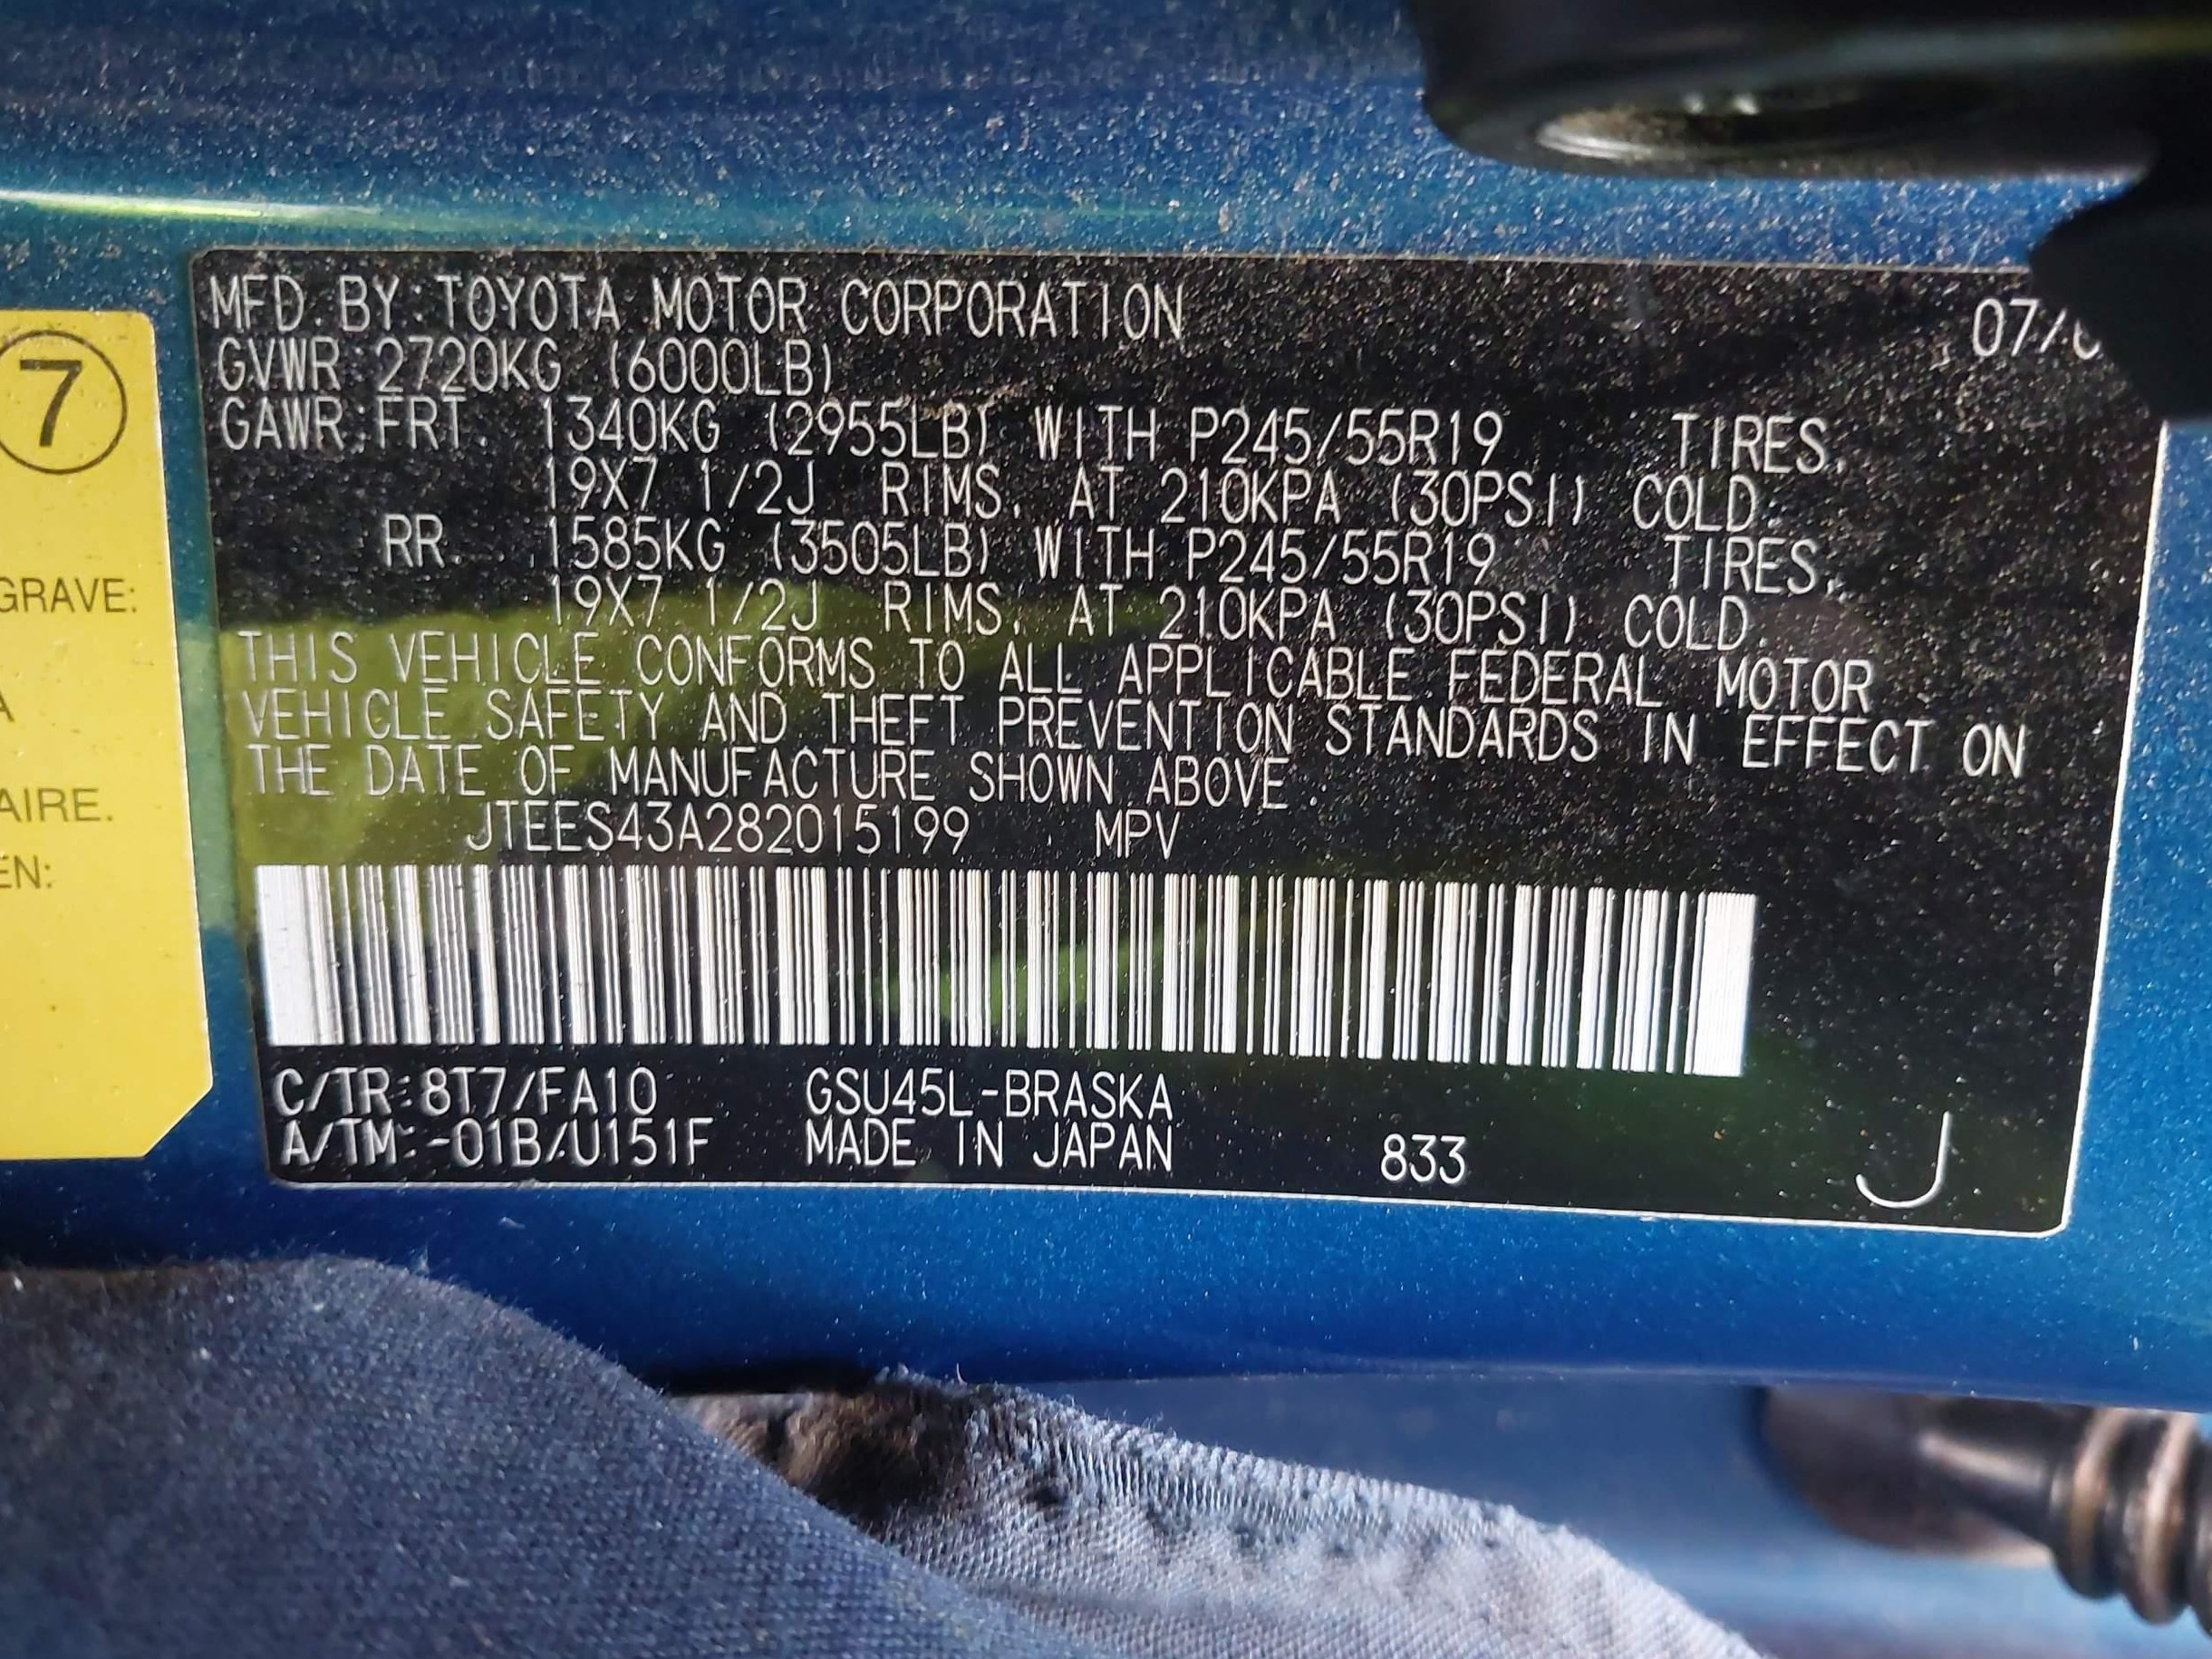 MFD. BY:TOYOTA MOTOR CORPORATION 07/0
GVWR:2720KG (6000LB)
GAWR:FRT. 1340KG (2955LB) WITH P245/55R19 TIRES,
19X7 1/2J RIMS, AT 210KPA (30PSI) COLD.
RR. 1585KG (3505LB) WITH P245/55R19 TIRES,
19X7 1/2J RIMS, AT 210KPA (30PSI) COLD.
THIS VEHICLE CONFORMS TO ALL APPLICABLE FEDERAL MOTOR
VEHICLE SAFETY AND THEFT PREVENTION STANDARDS IN EFFECT ON
THE DATE OF MANUFACTURE SHOWN ABOVE.
JTEES43A282015199 MPV
C/TR:8T7/FA10 GSU45L-BRASKA
A/TM:-01B/U151F MADE IN JAPAN 833 J
7
GRAVE:
A
AIRE.
EN: